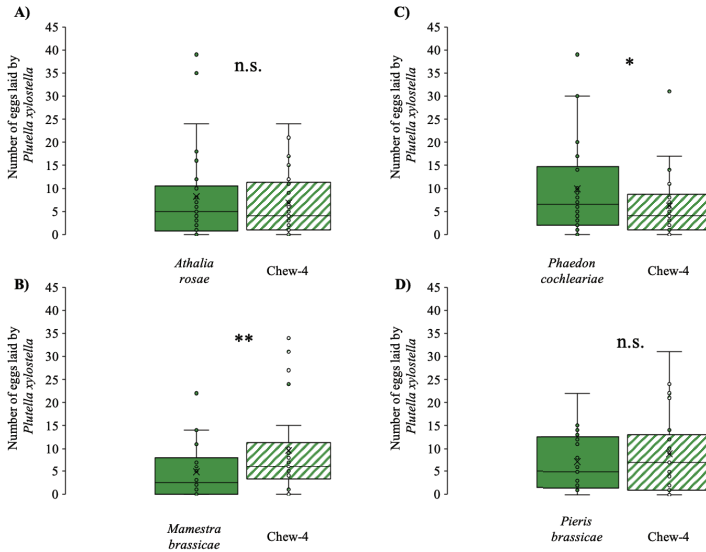 A)
Number of eggs laid by
Plutella xylostella
45
40
35
30
25
20
15
10
5
0
n.s.
Athalia
rosae
Chew-4
C)
Number of eggs laid by
Plutella xylostella
45
40
35
30
25
20
15
10
5
0
*
Phaedon
cochleariae
Chew-4
B)
Number of eggs laid by
Plutella xylostella
45
40
35
30
25
20
15
10
5
0
**
Mamestra
brassicae
Chew-4
D)
Number of eggs laid by
Plutella xylostella
45
40
35
30
25
20
15
10
5
0
n.s.
Pieris
brassicae
Chew-4